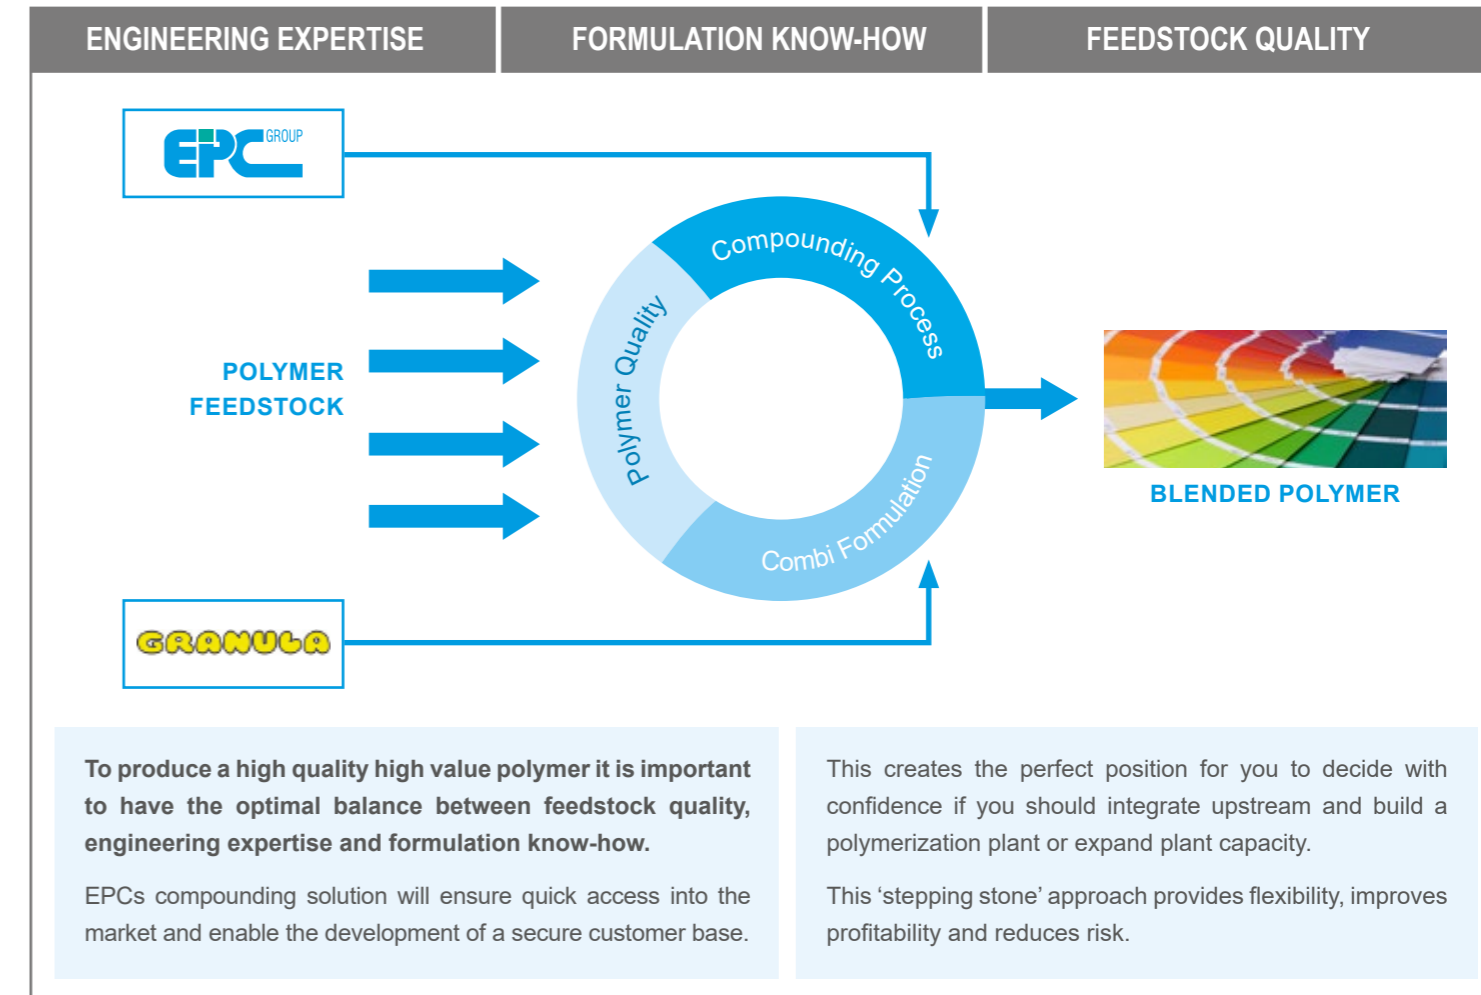 ENGINEERING EXPERTISE
FORMULATION KNOW-HOW
FEEDSTOCK QUALITY
EPC GROUP
Compounding Process
Polymer Quality
POLYMER
FEEDSTOCK
BLENDED POLYMER
Combi Formulation
GRANULA
To produce a high quality high value polymer it is important
to have the optimal balance between feedstock quality,
engineering expertise and formulation know-how.
EPCs compounding solution will ensure quick access into the
market and enable the development of a secure customer base.
This creates the perfect position for you to decide with
confidence if you should integrate upstream and build a
polymerization plant or expand plant capacity.
This ‘stepping stone’ approach provides flexibility, improves
profitability and reduces risk.